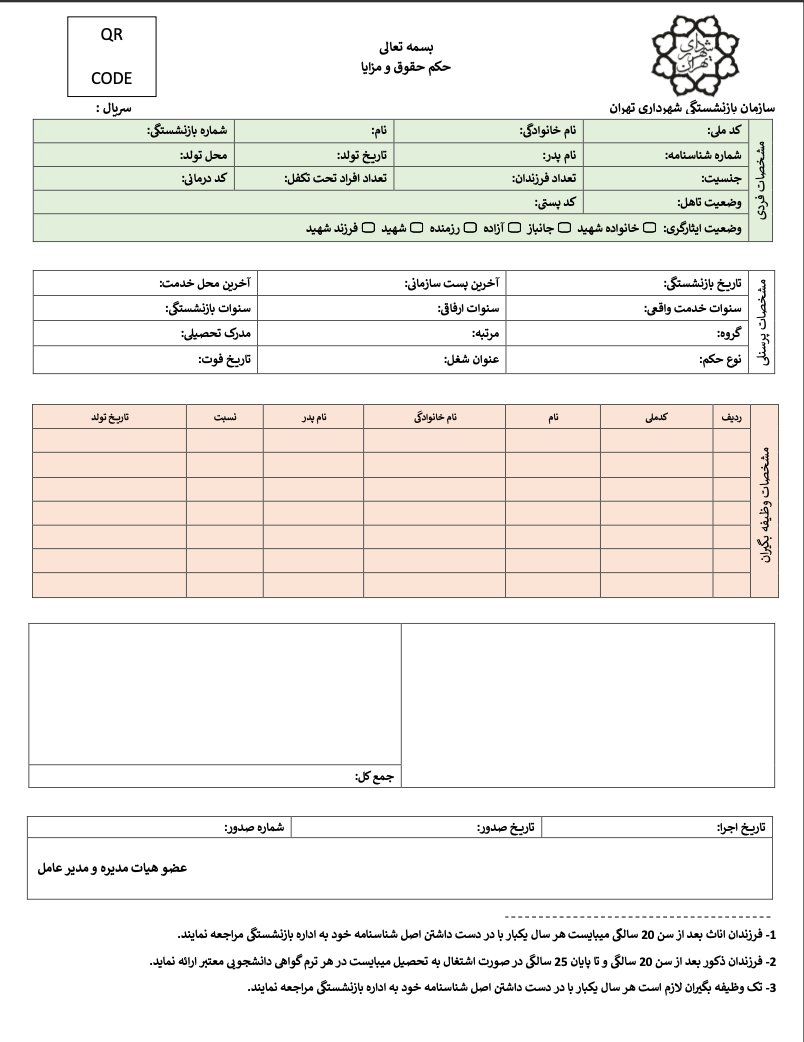 QR
CODE
بسمه تعالی
حکم حقوق و مزایا
شهرداری تهران
سازمان بازنشستگی شهرداری تهران
سریال :
مشخصات فردی
کد ملی: نام خانوادگی: نام: شماره بازنشستگی:
شماره شناسنامه: نام پدر: تاریخ تولد: محل تولد:
جنسیت: تعداد فرزندان: تعداد افراد تحت تکفل: کد درمانی:
وضعیت تاهل: کد پستی:
وضعیت ایثارگری: خانواده شهید جانباز آزاده رزمنده شهید فرزند شهید
مشخصات پرسنلی
تاریخ بازنشستگی: آخرین پست سازمانی: آخرین محل خدمت:
سنوات خدمت واقعی: سنوات ارفاقی: سنوات بازنشستگی:
گروه: مرتبه: مدرک تحصیلی:
نوع حکم: عنوان شغل: تاریخ فوت:
مشخصات وظیفه بگیران
ردیف کدملی نام نام خانوادگی نام پدر نسبت تاریخ تولد
جمع کل:
تاریخ اجرا: تاریخ صدور: شماره صدور:
عضو هیات مدیره و مدیر عامل
1- فرزندان اناث بعد از سن 20 سالگی میبایست هر سال یکبار با در دست داشتن اصل شناسنامه خود به اداره بازنشستگی مراجعه نمایند.
2- فرزندان ذکور بعد از سن 20 سالگی و تا پایان 25 سالگی در صورت اشتغال به تحصیل میبایست در هر ترم گواهی دانشجویی معتبر ارائه نماید.
3- تک وظیفه بگیران لازم است هر سال یکبار با در دست داشتن اصل شناسنامه خود به اداره بازنشستگی مراجعه نمایند.